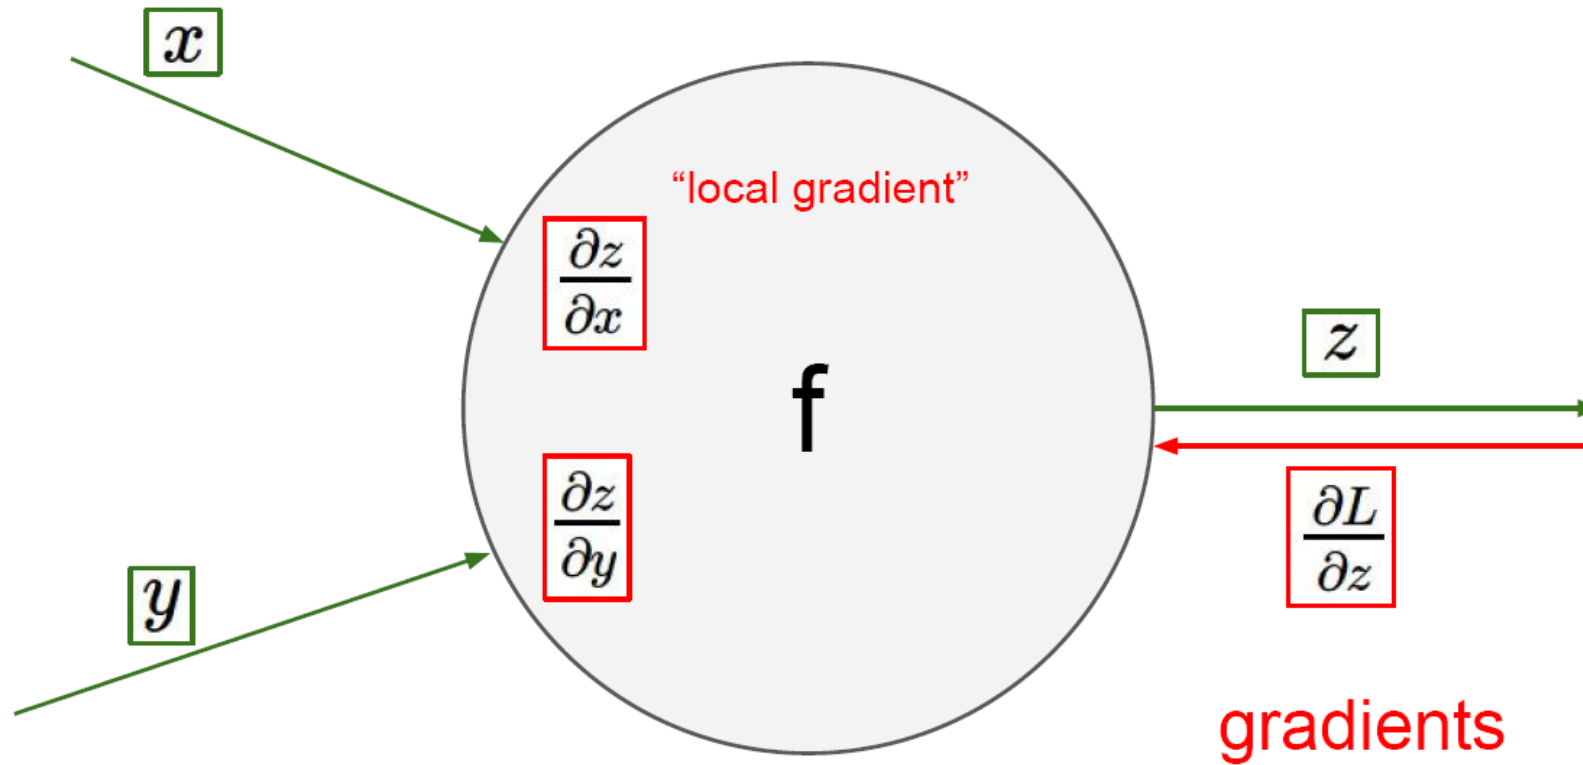 x
“local gradient”
∂z
∂x
z
f
∂z
∂y
∂L
∂z
y
gradients